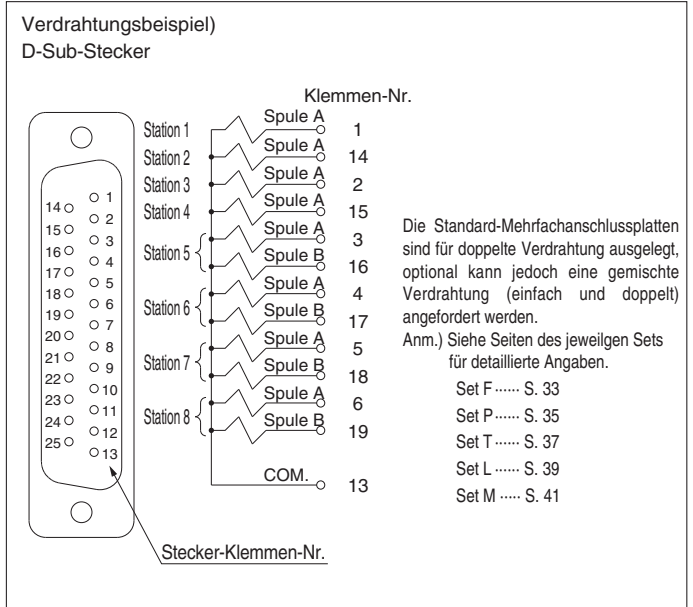 Verdrahtungsbeispiel)
D-Sub-Stecker
Klemmen-Nr.
Station 1 Spule A 1
Station 2 Spule A 14
Station 3 Spule A 2
Station 4 Spule A 15
Station 5 Spule A 3
Spule B 16
Station 6 Spule A 4
Spule B 17
Station 7 Spule A 5
Spule B 18
Station 8 Spule A 6
Spule B 19
COM. 13
1
14
2
15
3
16
4
17
5
18
6
19
7
20
8
21
9
22
10
23
11
24
12
25
13
Stecker-Klemmen-Nr.
Die Standard-Mehrfachanschlussplatten
sind für doppelte Verdrahtung ausgelegt,
optional kann jedoch eine gemischte
Verdrahtung (einfach und doppelt)
angefordert werden.
Anm.) Siehe Seiten des jeweilgen Sets
für detaillierte Angaben.
Set F ...... S. 33
Set P ...... S. 35
Set T ...... S. 37
Set L ...... S. 39
Set M ..... S. 41